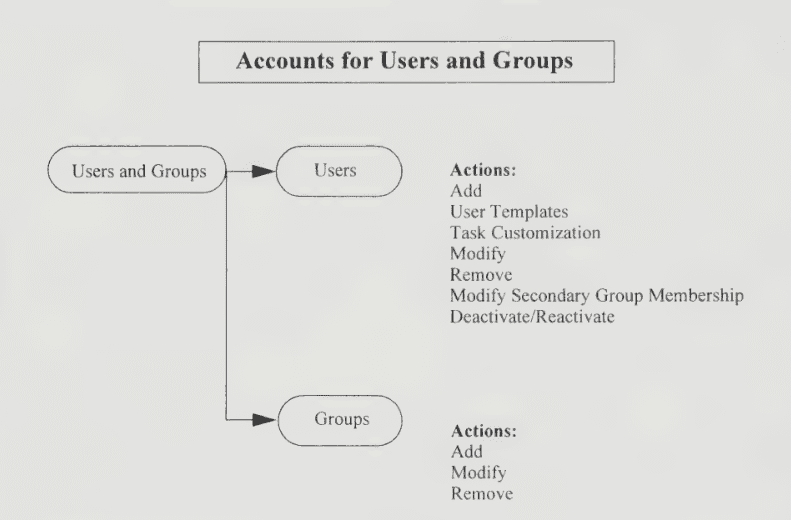 Accounts for Users and Groups
Users and Groups
Users
Actions:
Add
User Templates
Task Customization
Modify
Remove
Modify Secondary Group Membership
Deactivate/Reactivate
Groups
Actions:
Add
Modify
Remove